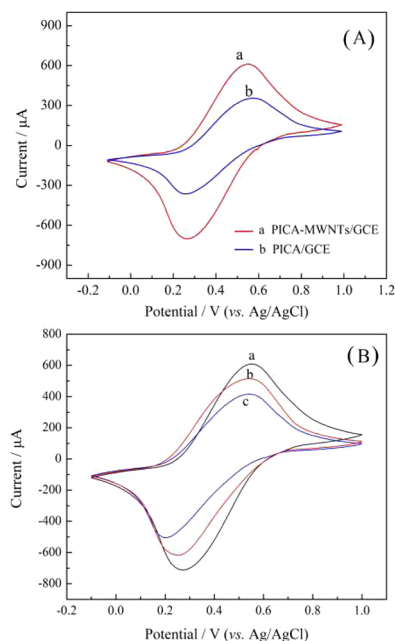 900
(A)
a
600
b
300
0
-300
a PICA-MWNTs/GCE
-600
b PICA/GCE
-900
-0.2 0.0 0.2 0.4 0.6 0.8 1.0 1.2
Current / μA
Potential / V (vs. Ag/AgCl)
800
(B)
a
600
b
400
c
200
0
-200
-400
-600
-800
-0.2 0.0 0.2 0.4 0.6 0.8 1.0
Current / μA
Potential / V (vs. Ag/AgCl)